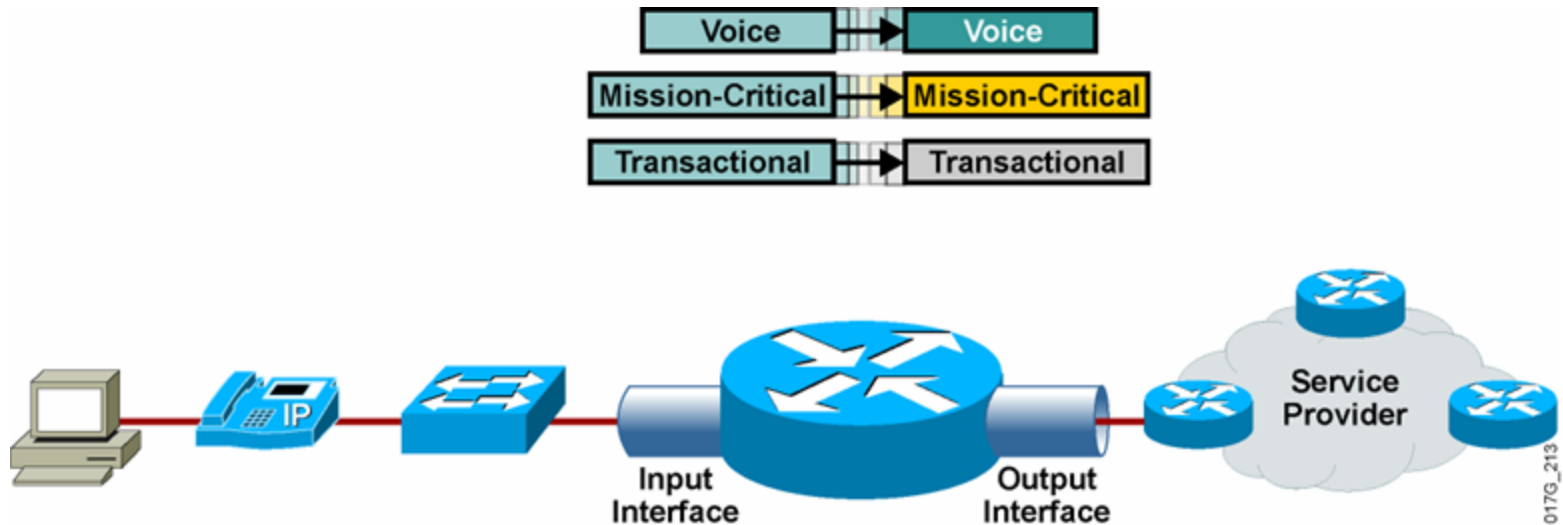 Voice Voice
Mission-Critical Mission-Critical
Transactional Transactional
IP
Service
Provider
Input
Interface
Output
Interface
017G_213